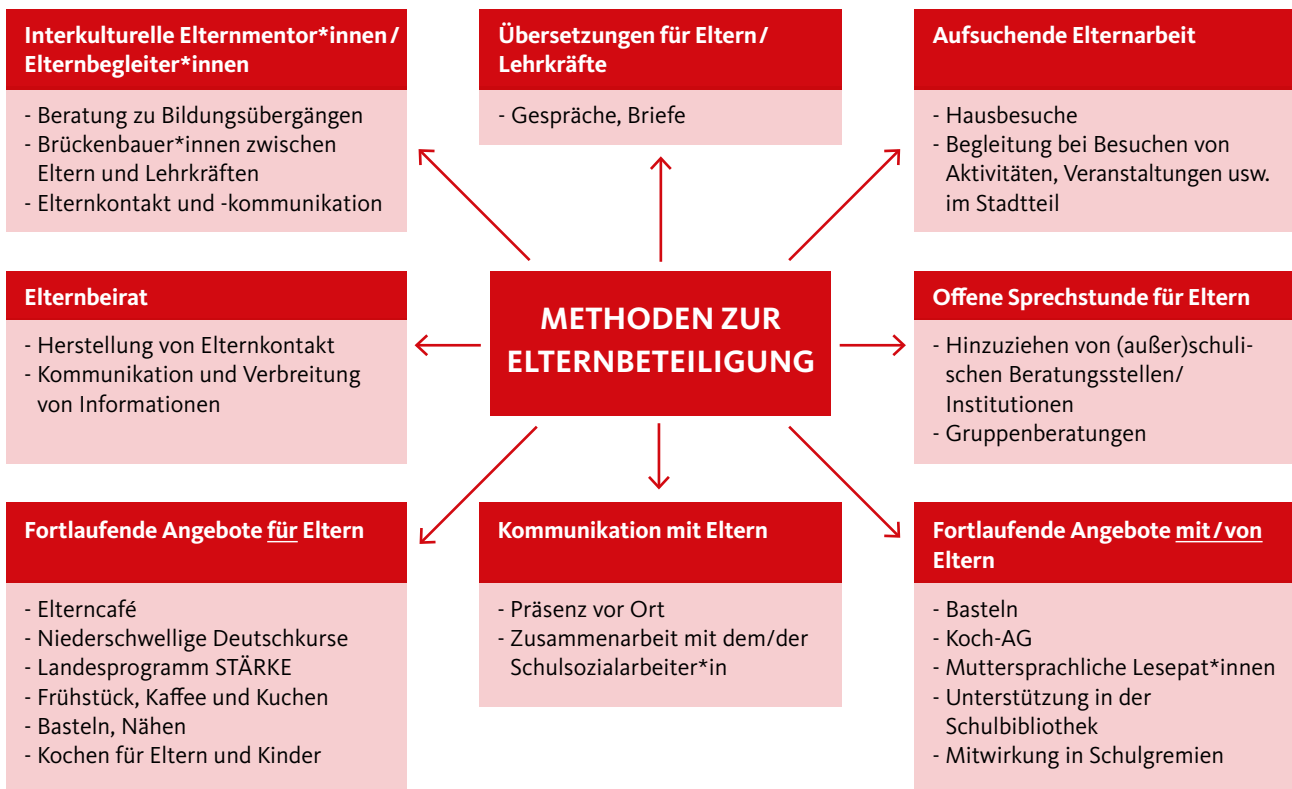 Interkulturelle Elternmentor*innen /
Elternbegleiter*innen
- Beratung zu Bildungsübergängen
- Brückenbauer*innen zwischen
Eltern und Lehrkräften
- Elternkontakt und -kommunikation
Übersetzungen für Eltern /
Lehrkräfte
- Gespräche, Briefe
Aufsuchende Elternarbeit
- Hausbesuche
- Begleitung bei Besuchen von
Aktivitäten, Veranstaltungen usw.
im Stadtteil
Elternbeirat
- Herstellung von Elternkontakt
- Kommunikation und Verbreitung
von Informationen
METHODEN ZUR
ELTERNBETEILIGUNG
Offene Sprechstunde für Eltern
- Hinzuziehen von (außer)schuli-
schen Beratungsstellen/
Institutionen
- Gruppenberatungen
Fortlaufende Angebote für Eltern
- Elterncafé
- Niederschwellige Deutschkurse
- Landesprogramm STÄRKE
- Frühstück, Kaffee und Kuchen
- Basteln, Nähen
- Kochen für Eltern und Kinder
Kommunikation mit Eltern
- Präsenz vor Ort
- Zusammenarbeit mit dem/der
Schulsozialarbeiter*in
Fortlaufende Angebote mit / von
Eltern
- Basteln
- Koch-AG
- Muttersprachliche Lesepat*innen
- Unterstützung in der
Schulbibliothek
- Mitwirkung in Schulgremien